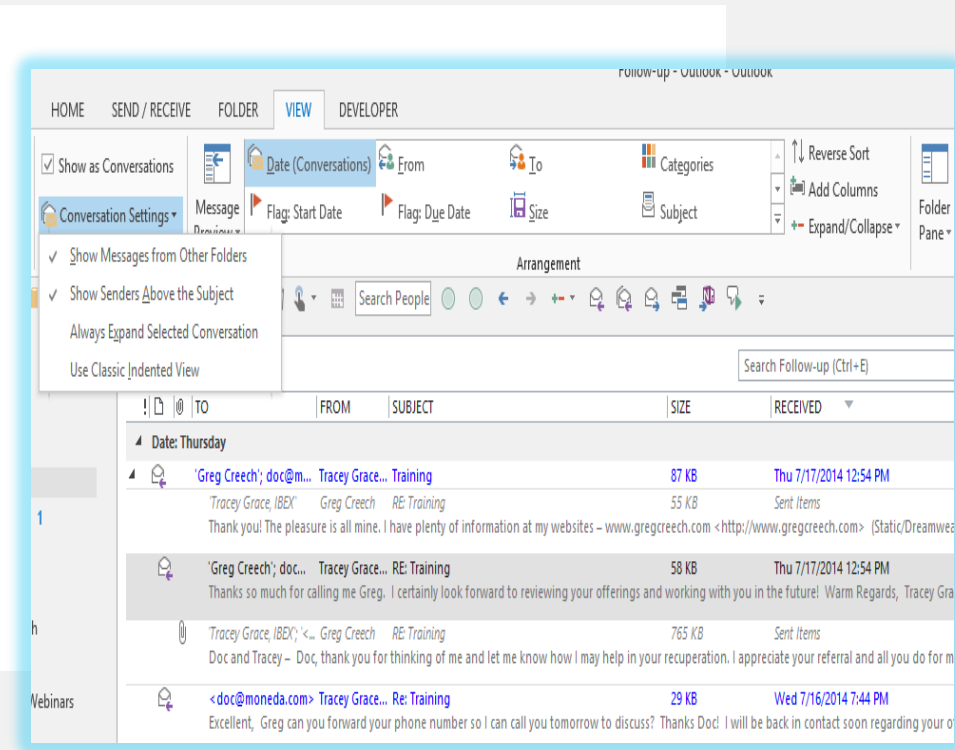 Follow-up - Outlook - Outlook
HOME SEND / RECEIVE FOLDER VIEW DEVELOPER
Show as Conversations
Conversation Settings
Message
Preview
Date (Conversations) From To Categories
Flag: Start Date Flag: Due Date Size Subject
Reverse Sort
Add Columns
Expand/Collapse
Folder
Pane
Arrangement
Show Messages from Other Folders
Show Senders Above the Subject
Always Expand Selected Conversation
Use Classic Indented View
Search People
Search Follow-up (Ctrl+E)
! TO FROM SUBJECT SIZE RECEIVED
Date: Thursday
'Greg Creech'; doc@m... Tracey Grace... Training 87 KB Thu 7/17/2014 12:54 PM
'Tracey Grace, IBEX' Greg Creech RE: Training 55 KB Sent Items
Thank you! The pleasure is all mine. I have plenty of information at my websites – www.gregcreech.com <http://www.gregcreech.com> (Static/Dreamwea
1
'Greg Creech'; doc... Tracey Grace... RE: Training 58 KB Thu 7/17/2014 12:54 PM
Thanks so much for calling me Greg. I certainly look forward to reviewing your offerings and working with you in the future! Warm Regards, Tracey Gra
h
'Tracey Grace, IBEX'; '<... Greg Creech RE: Training 765 KB Sent Items
Doc and Tracey – Doc, thank you for thinking of me and let me know how I may help in your recuperation. I appreciate your referral and all you do for m
Webinars
<doc@moneda.com> Tracey Grace... Re: Training 29 KB Wed 7/16/2014 7:44 PM
Excellent, Greg can you forward your phone number so I can call you tomorrow to discuss? Thanks Doc! I will be back in contact soon regarding your o